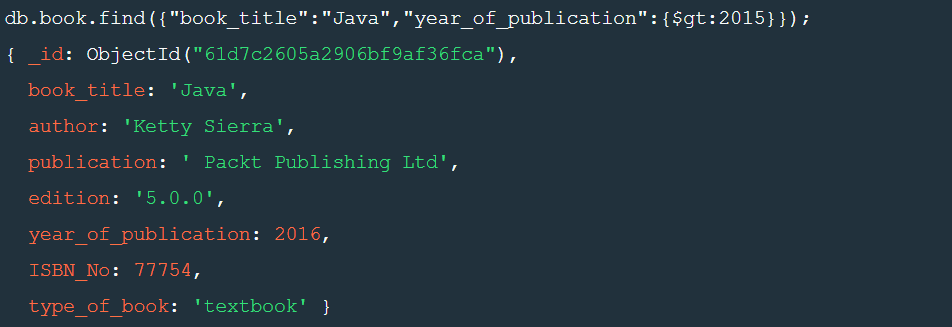 db.book.find({"book_title":"Java","year_of_publication":{$gt:2015}});
{ _id: ObjectId("61d7c2605a2906bf9af36fca"),
book_title: 'Java',
author: 'Ketty Sierra',
publication: ' Packt Publishing Ltd',
edition: '5.0.0',
year_of_publication: 2016,
ISBN_No: 77754,
type_of_book: 'textbook' }